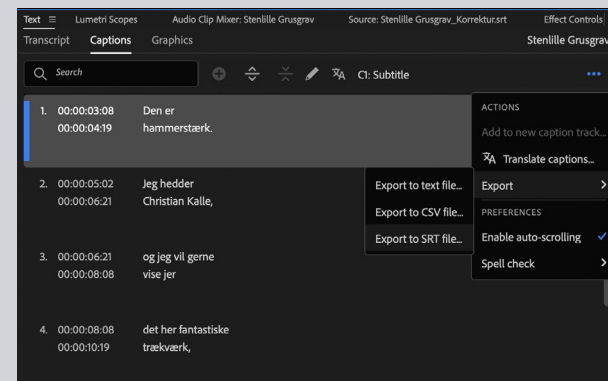 Text Lumetri Scopes Audio Clip Mixer: Stenlille Grusgrav Source: Stenlille Grusgrav_Korrektur.srt Effect Controls
Transcript Captions Graphics Stenlille Grusgrav
Search C1: Subtitle
1. 00:00:03:08 Den er
00:00:04:19 hammerstærk.
2. 00:00:05:02 Jeg hedder
00:00:06:21 Christian Kalle,
3. 00:00:06:21 og jeg vil gerne
00:00:08:08 vise jer
4. 00:00:08:08 det her fantastiske
00:00:10:19 trækværk,
ACTIONS
Add to new caption track...
Translate captions...
Export
PREFERENCES
Enable auto-scrolling
Spell check
Export to text file...
Export to CSV file...
Export to SRT file...